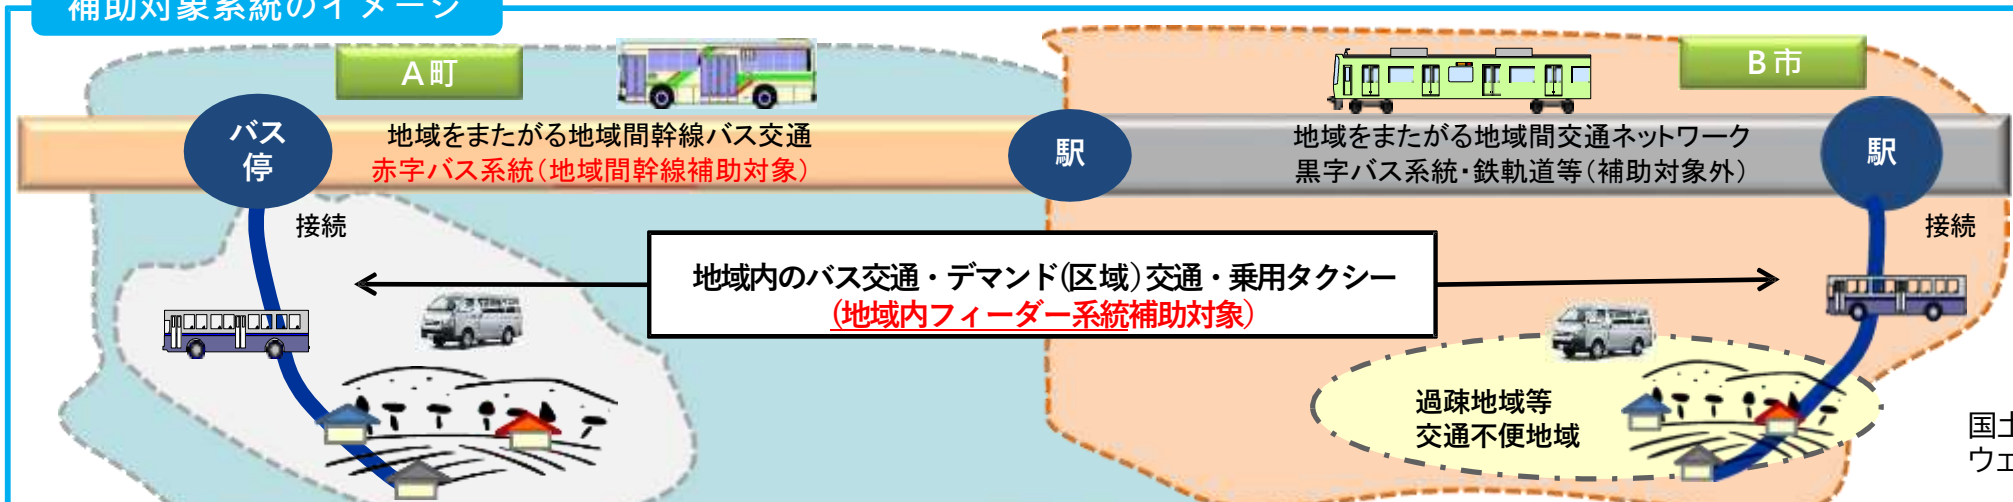 補助対象系統のイメージ
A町
B市
バス
停
地域をまたがる地域間幹線バス交通
赤字バス系統(地域間幹線補助対象)
駅
地域をまたがる地域間交通ネットワーク
黒字バス系統・鉄軌道等(補助対象外)
駅
接続
接続
地域内のバス交通・デマンド(区域)交通・乗用タクシー
(地域内フィーダー系統補助対象)
過疎地域等
交通不便地域
国土
ウェ